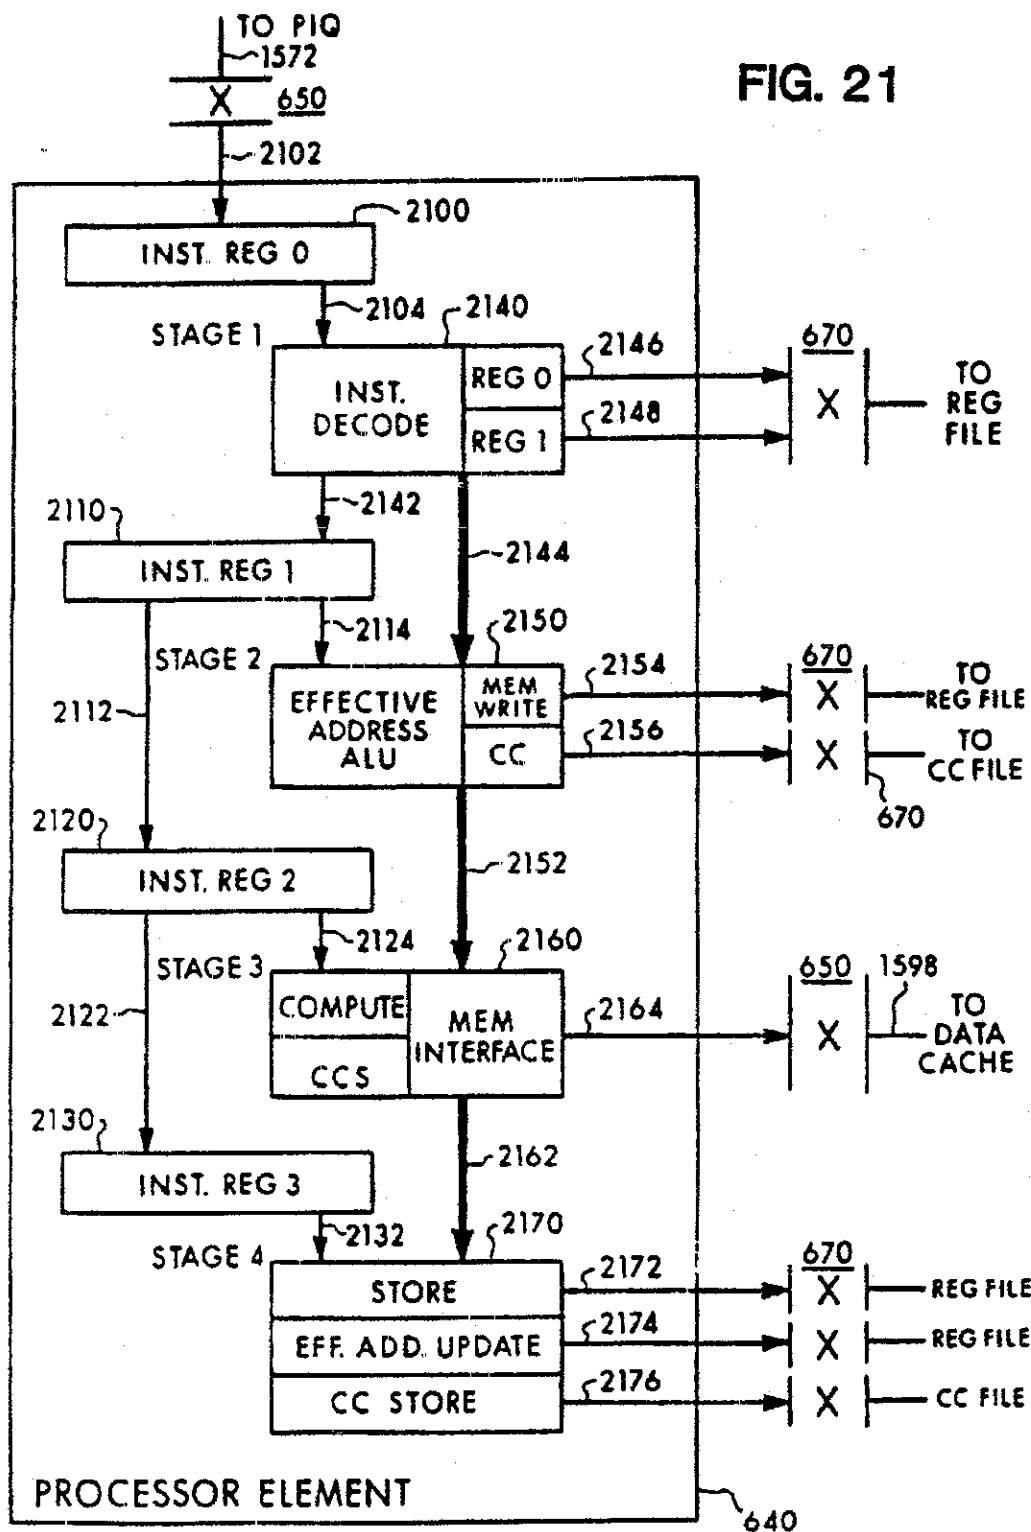 TO PIQ
1572
FIG. 21
X 650
2102
2100
INST. REG 0
2104
STAGE 1
2140
INST.
DECODE
REG 0
REG 1
2146
2148
670
X
TO
REG
FILE
2142
2110
2144
INST. REG 1
2114
STAGE 2
2150
2112
EFFECTIVE
ADDRESS
ALU
MEM
WRITE
CC
2154
2156
670
X
X
TO
REG FILE
TO
CC FILE
670
2120
INST. REG 2
2152
2124
STAGE 3
2160
2122
COMPUTE
CCS
MEM
INTERFACE
2164
650
X
1598
TO
DATA
CACHE
2130
INST. REG 3
2162
2132
STAGE 4
2170
STORE
EFF. ADD. UPDATE
CC STORE
2172
2174
2176
670
X
X
X
REG FILE
REG FILE
CC FILE
PROCESSOR ELEMENT
640